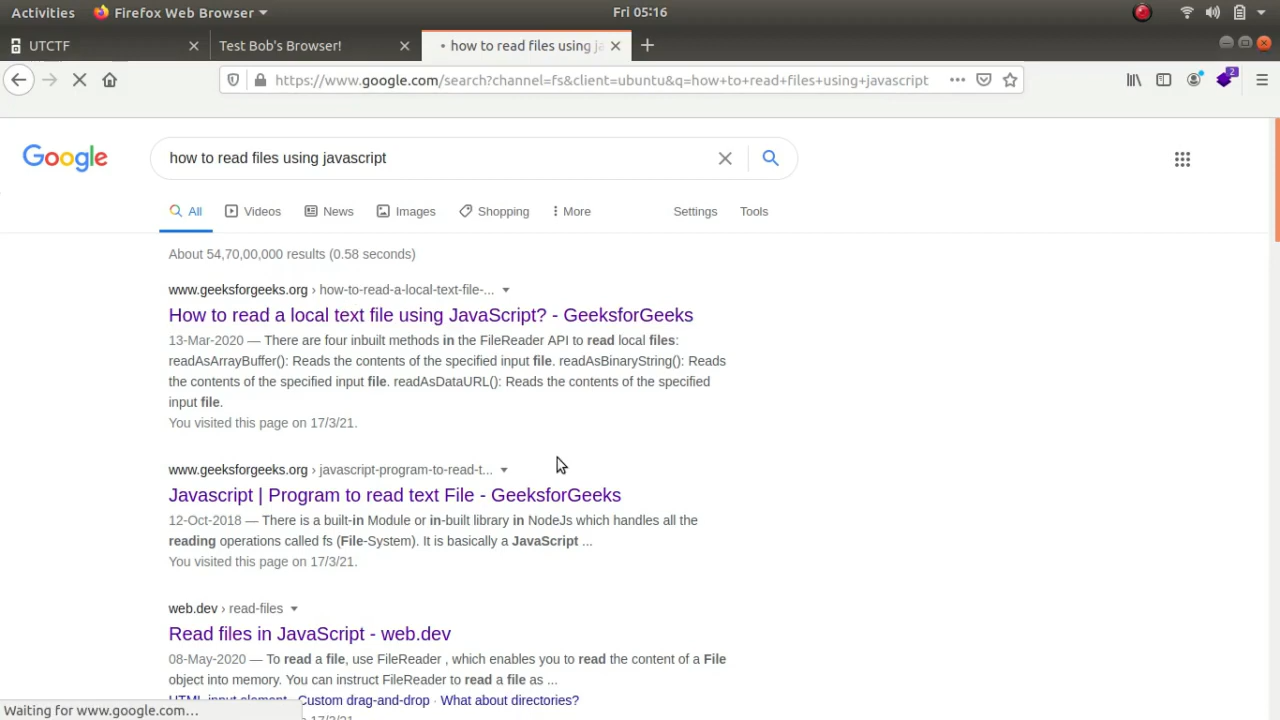 Activities Firefox Web Browser Fri 05:16
UTCTF Test Bob's Browser! how to read files using ja
https://www.google.com/search?channel=fs&client=ubuntu&q=how+to+read+files+using+javascript 2
Google how to read files using javascript
All Videos News Images Shopping More Settings Tools
About 54,70,00,000 results (0.58 seconds)
www.geeksforgeeks.org › how-to-read-a-local-text-file-...
How to read a local text file using JavaScript? - GeeksforGeeks
13-Mar-2020 — There are four inbuilt methods in the FileReader API to read local files:
readAsArrayBuffer(): Reads the contents of the specified input file. readAsBinaryString(): Reads
the contents of the specified input file. readAsDataURL(): Reads the contents of the specified
input file.
You visited this page on 17/3/21.
www.geeksforgeeks.org › javascript-program-to-read-t...
Javascript | Program to read text File - GeeksforGeeks
12-Oct-2018 — There is a built-in Module or in-built library in NodeJs which handles all the
reading operations called fs (File-System). It is basically a JavaScript ...
You visited this page on 17/3/21.
web.dev › read-files
Read files in JavaScript - web.dev
08-May-2020 — To read a file, use FileReader , which enables you to read the content of a File
object into memory. You can instruct FileReader to read a file as ...
HTML input element · Custom drag-and-drop · What about directories?
Waiting for www.google.com…